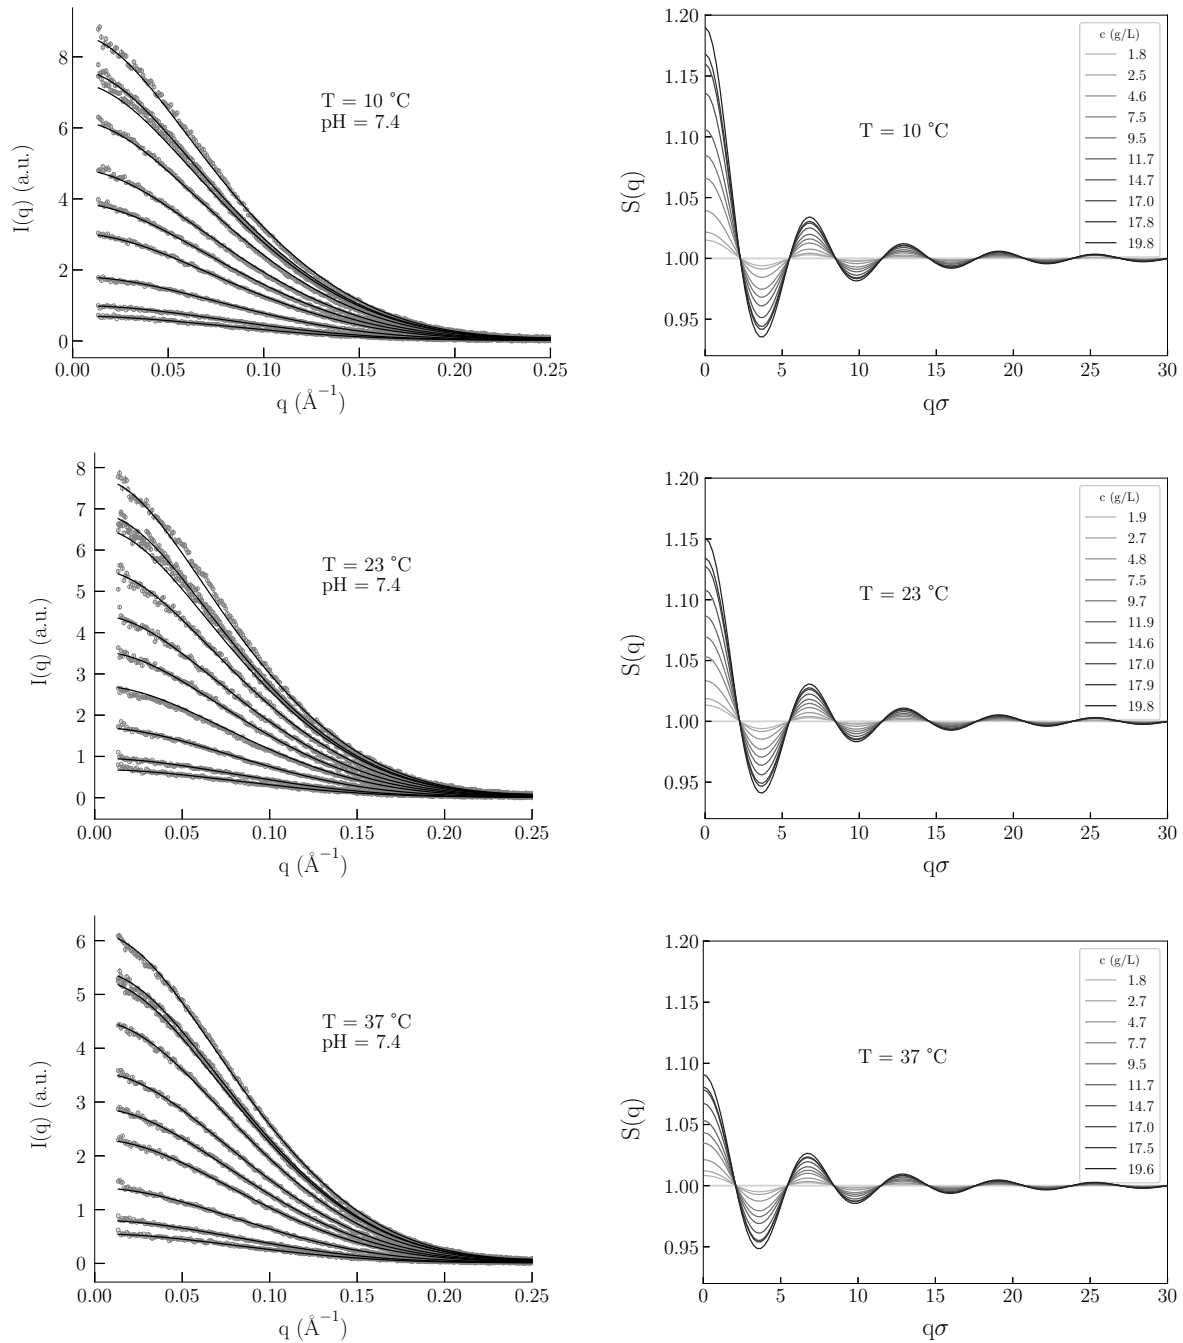 8
6
4
2
0
I(q) (a.u.)
T = 10 °C
pH = 7.4
0.00 0.05 0.10 0.15 0.20 0.25
q (Å⁻¹)
1.20
1.15
1.10
1.05
1.00
0.95
S(q)
T = 10 °C
c (g/L)
1.8
2.5
4.6
7.5
9.5
11.7
14.7
17.0
17.8
19.8
0 5 10 15 20 25 30
qσ
8
7
6
5
4
3
2
1
0
I(q) (a.u.)
T = 23 °C
pH = 7.4
0.00 0.05 0.10 0.15 0.20 0.25
q (Å⁻¹)
1.20
1.15
1.10
1.05
1.00
0.95
S(q)
T = 23 °C
c (g/L)
1.9
2.7
4.8
7.5
9.7
11.9
14.6
17.0
17.9
19.8
0 5 10 15 20 25 30
qσ
6
5
4
3
2
1
0
I(q) (a.u.)
T = 37 °C
pH = 7.4
0.00 0.05 0.10 0.15 0.20 0.25
q (Å⁻¹)
1.20
1.15
1.10
1.05
1.00
0.95
S(q)
T = 37 °C
c (g/L)
1.8
2.7
4.7
7.7
9.5
11.7
14.7
17.0
17.5
19.6
0 5 10 15 20 25 30
qσ